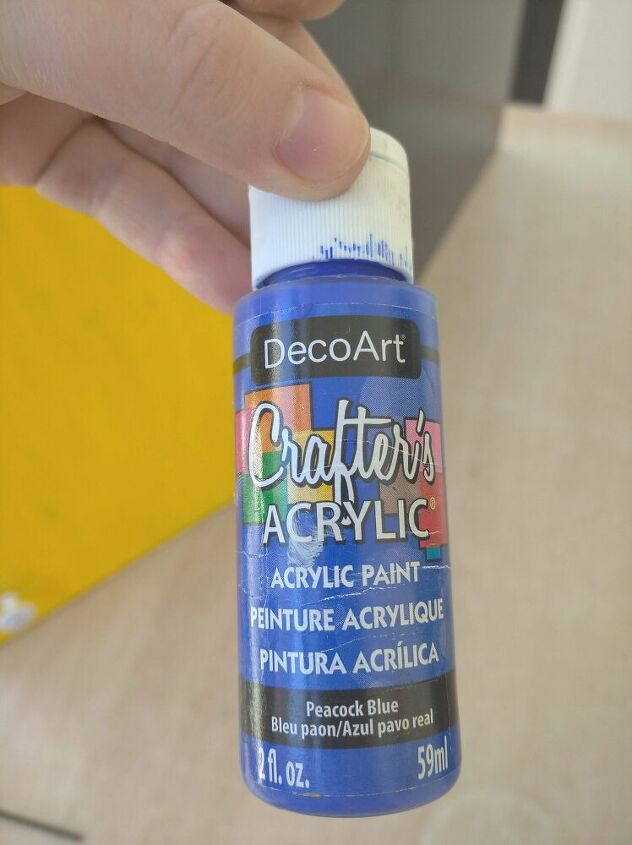 DecoArt®
Crafter's
ACRYLIC®
ACRYLIC PAINT
PEINTURE ACRYLIQUE
PINTURA ACRÍLICA
Peacock Blue
Bleu paon/Azul pavo real
2 fl. oz. 59ml